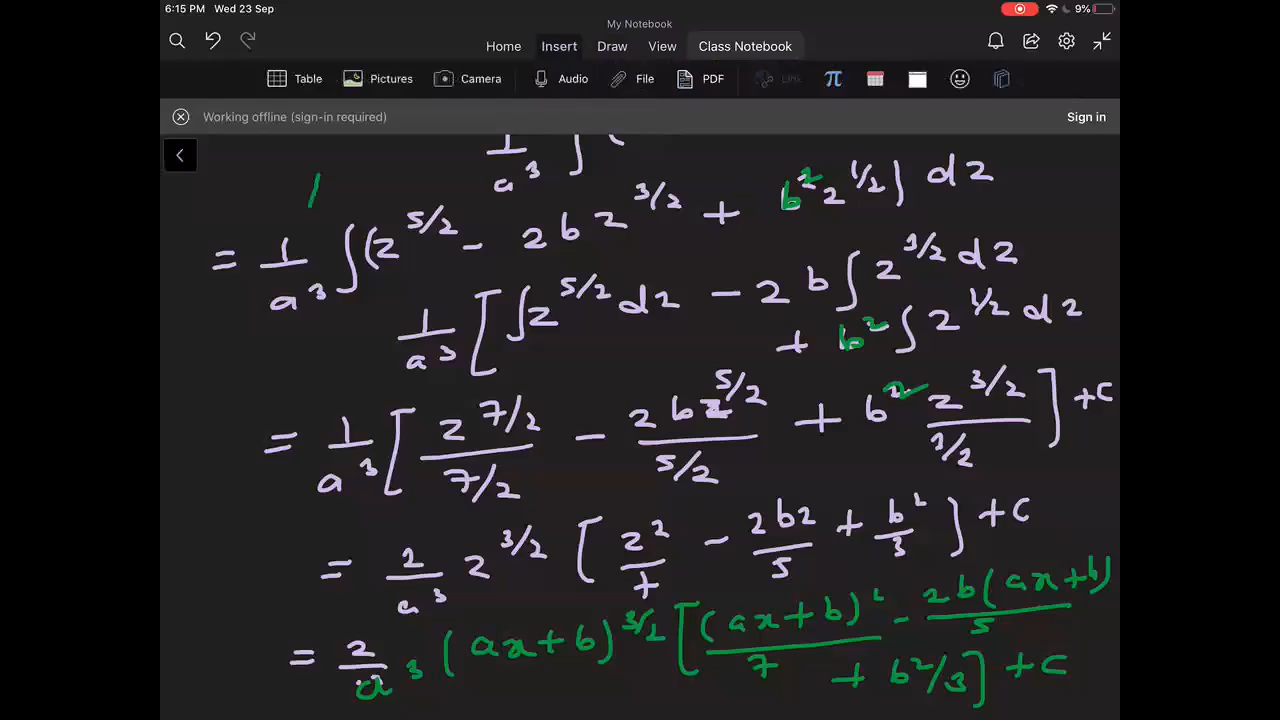 6:15 PM Wed 23 Sep 9%
My Notebook
Home Insert Draw View Class Notebook
Table Pictures Camera Audio File PDF Link
Working offline (sign-in required) Sign in
1/a³ ∫(
= 1/a³ ∫(z^5/2 - 2bz^3/2 + b²z^1/2) dz
1/a³ [∫z^5/2 dz - 2b∫z^3/2 dz
+ b² ∫z^1/2 dz
= 1/a³ [z^7/2 / 7/2 - 2bz^5/2 / 5/2 + b² z^3/2 / 3/2] + c
= 2/a³ z^3/2 [z²/7 - 2bz/5 + b²/3] + c
= 2/a³ (ax+b)^3/2 [(ax+b)²/7 - 2b(ax+b)/5
+ b²/3] + c